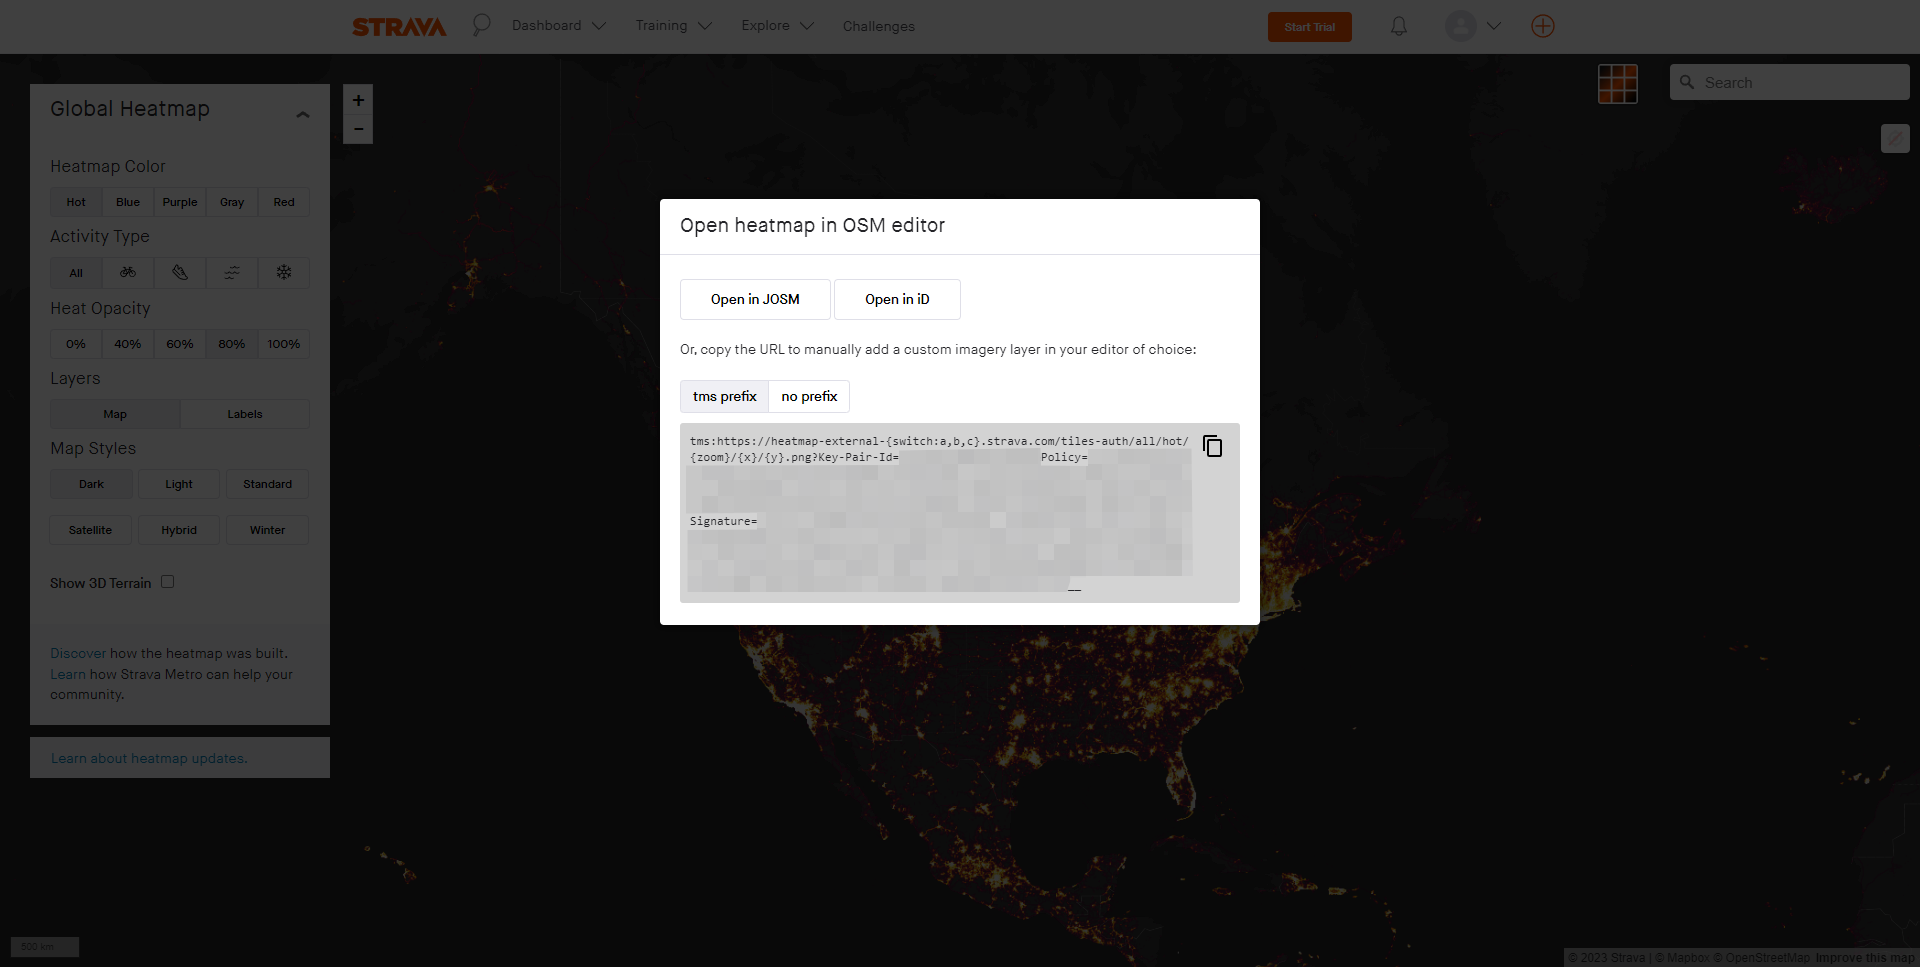 STRAVA
Dashboard
Training
Explore
Challenges
Start Trial
Global Heatmap
+
−
Search
Heatmap Color
Hot
Blue
Purple
Gray
Red
Activity Type
All
Heat Opacity
0%
40%
60%
80%
100%
Layers
Map
Labels
Map Styles
Dark
Light
Standard
Satellite
Hybrid
Winter
Show 3D Terrain
Discover how the heatmap was built.
Learn how Strava Metro can help your
community.
Learn about heatmap updates.
Open heatmap in OSM editor
Open in JOSM
Open in iD
Or, copy the URL to manually add a custom imagery layer in your editor of choice:
tms prefix
no prefix
tms:https://heatmap-external-{switch:a,b,c}.strava.com/tiles-auth/all/hot/
{zoom}/{x}/{y}.png?Key-Pair-Id= Policy=
Signature=
__
500 km
© 2023 Strava | © Mapbox © OpenStreetMap Improve this map